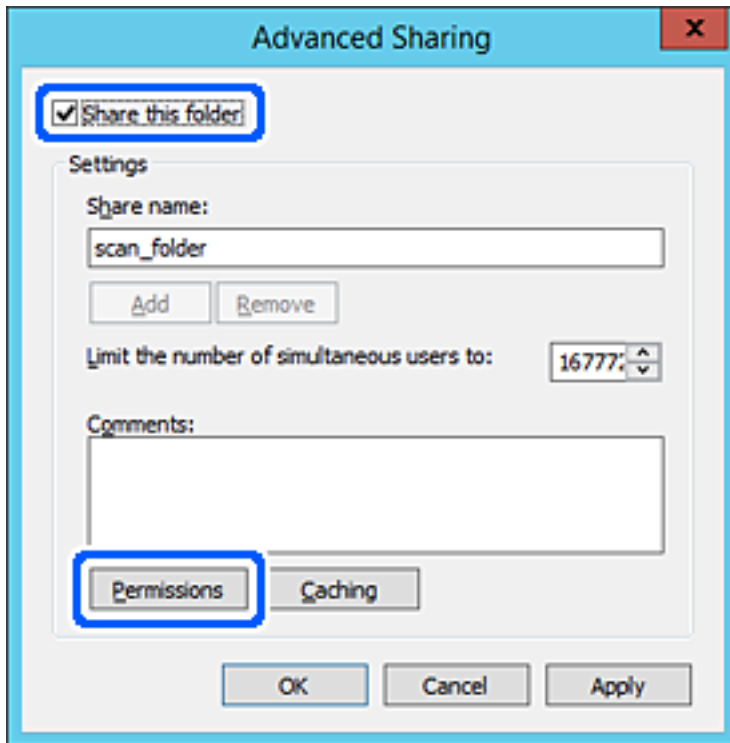 Advanced Sharing
x
Share this folder
Settings
Share name:
scan_folder
Add Remove
Limit the number of simultaneous users to:
Comments:
Permissions Caching
OK Cancel Apply